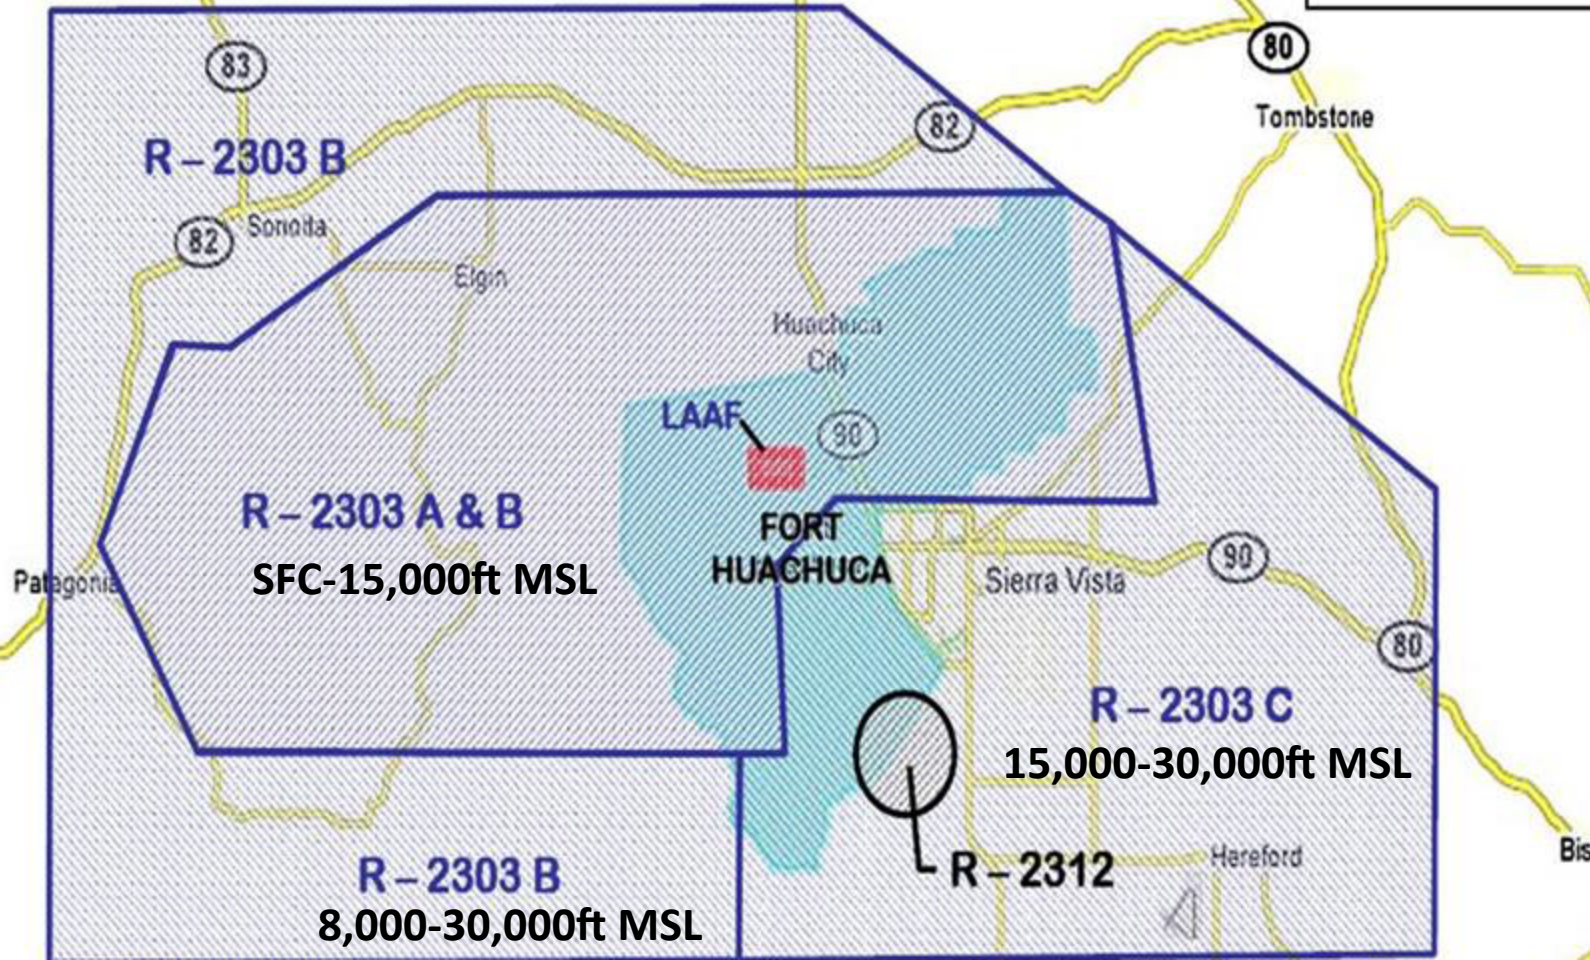 83
80
Tombstone
82
R – 2303 B
Sonoita
82
Elgin
Huachuca
City
LAAF
90
R – 2303 A & B
SFC-15,000ft MSL
FORT
HUACHUCA
Patagonia
Sierra Vista
90
80
R – 2303 C
15,000-30,000ft MSL
R – 2312
Hereford
Bis
R – 2303 B
8,000-30,000ft MSL